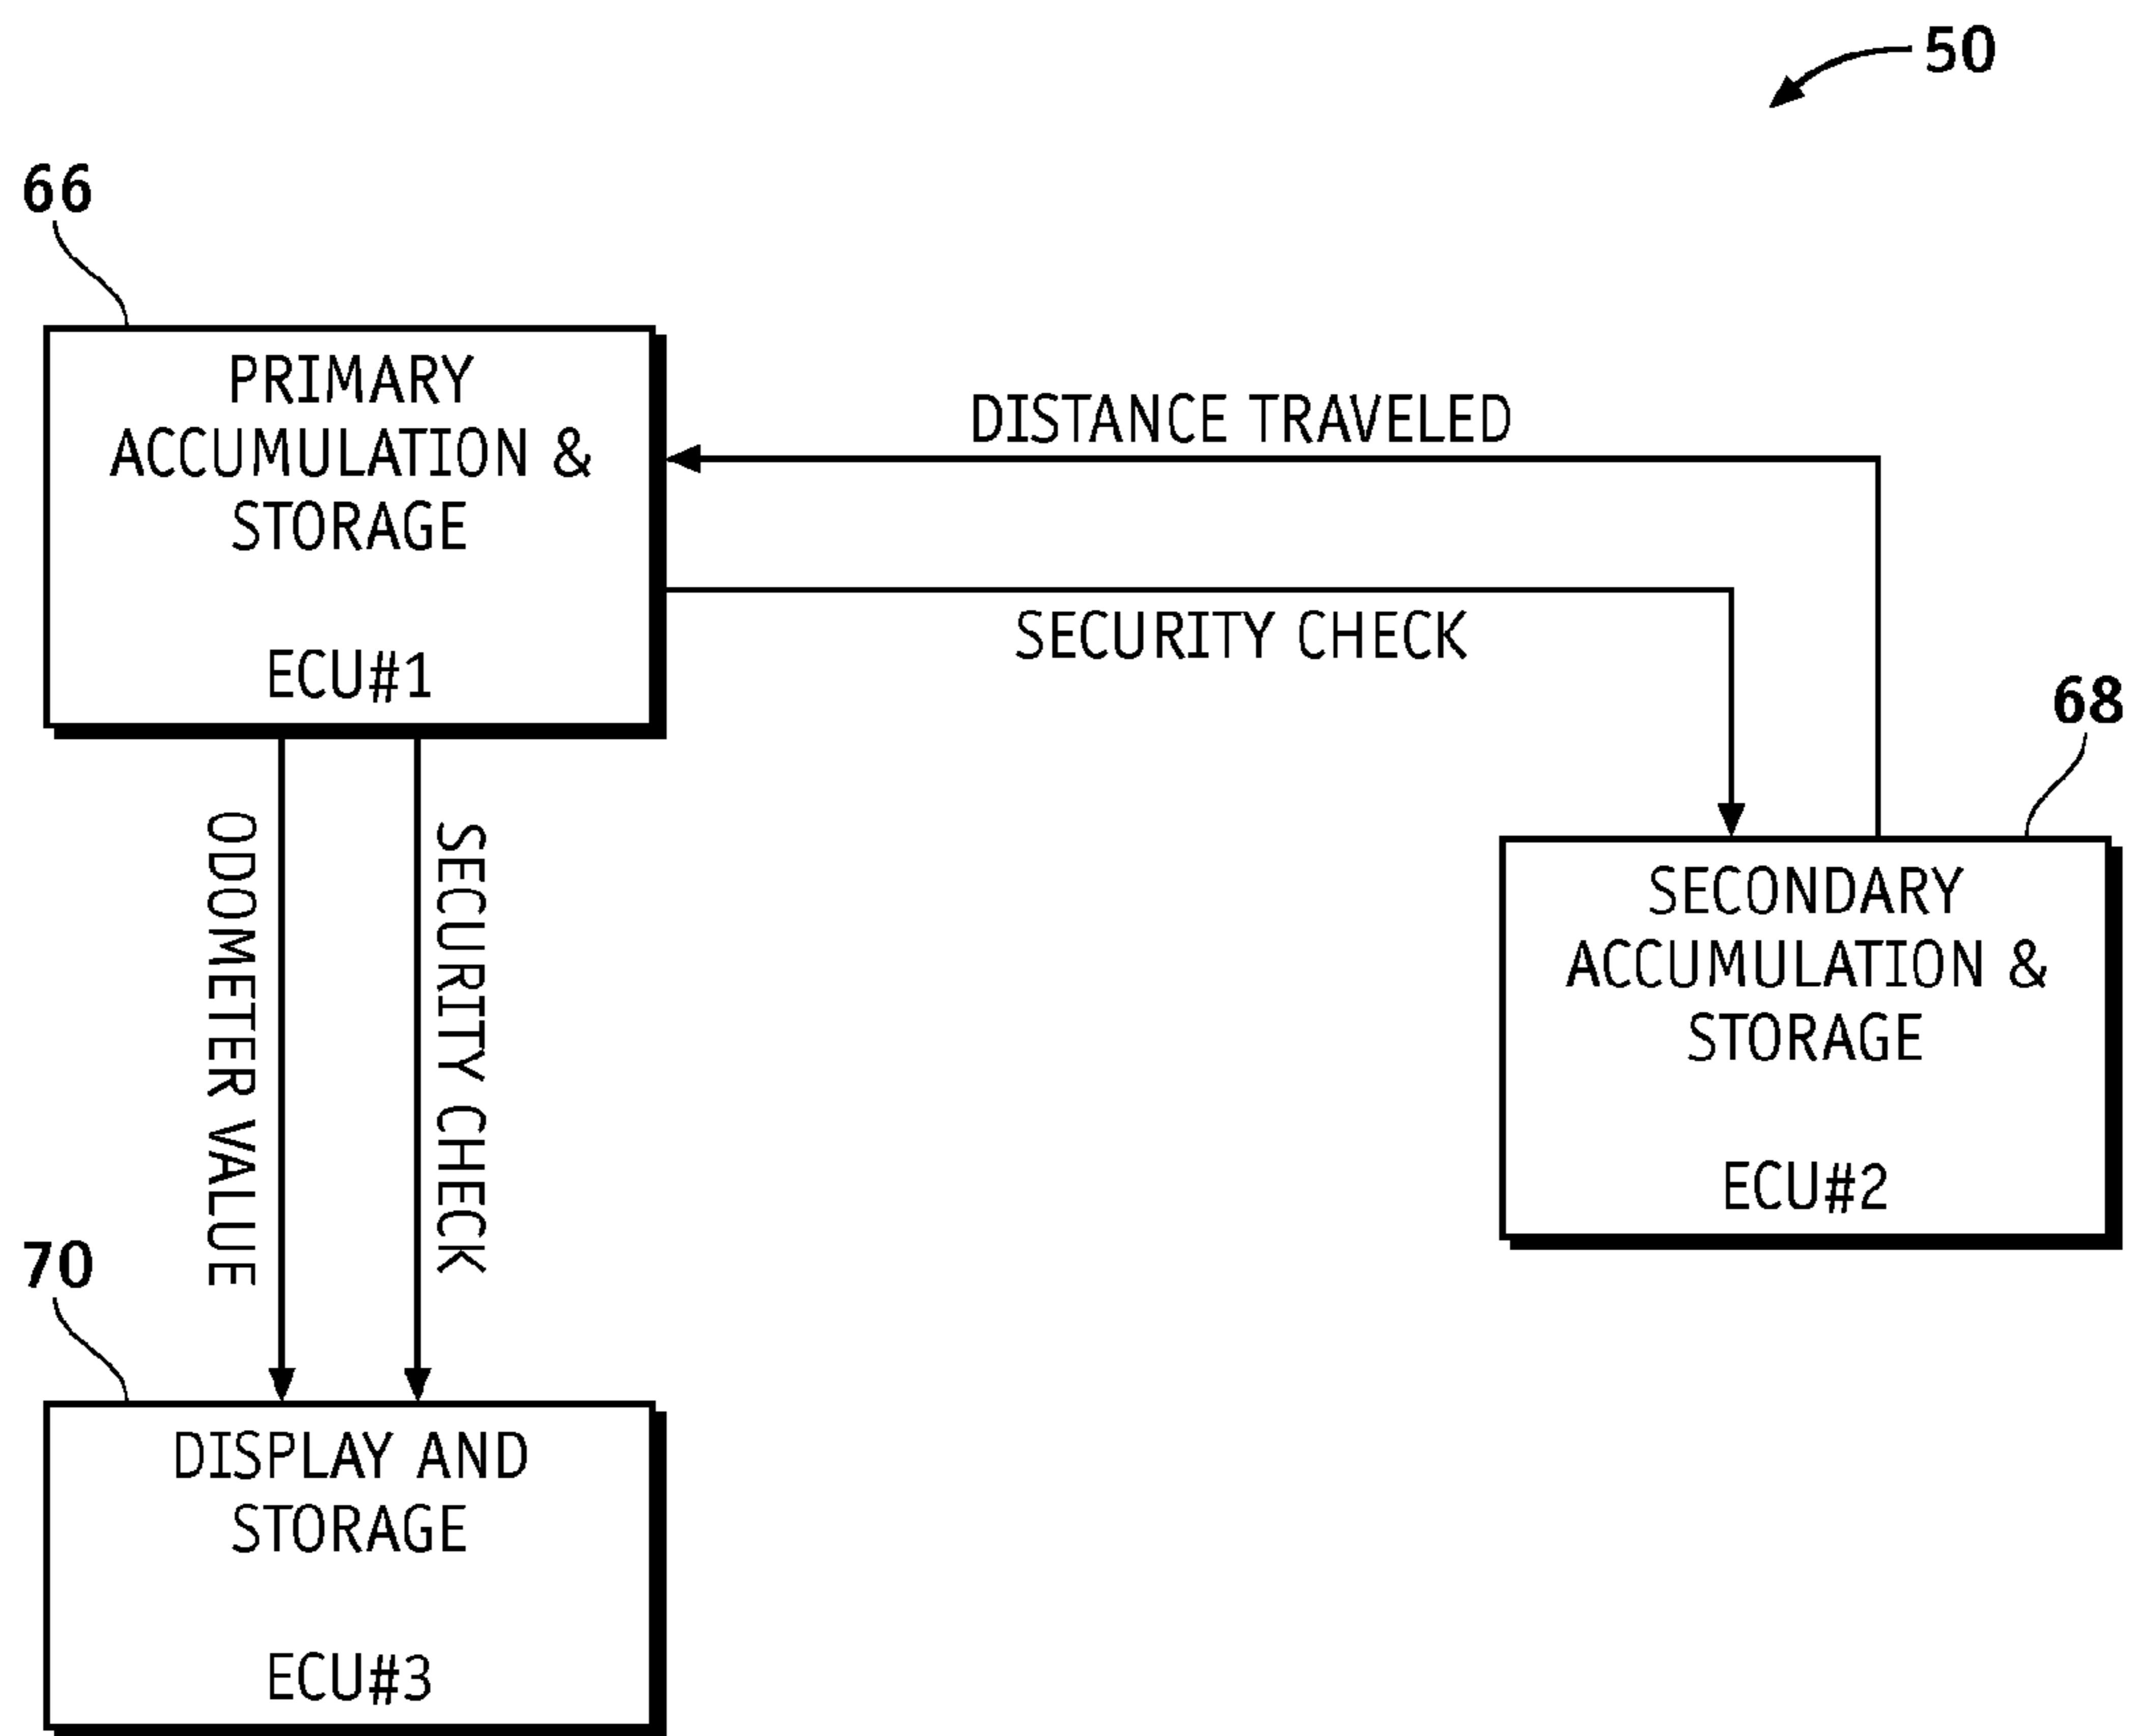 50
66
PRIMARY
ACCUMULATION &
STORAGE
ECU#1
DISTANCE TRAVELED
SECURITY CHECK
68
SECONDARY
ACCUMULATION &
STORAGE
ECU#2
ODOMETER VALUE
SECURITY CHECK
70
DISPLAY AND
STORAGE
ECU#3